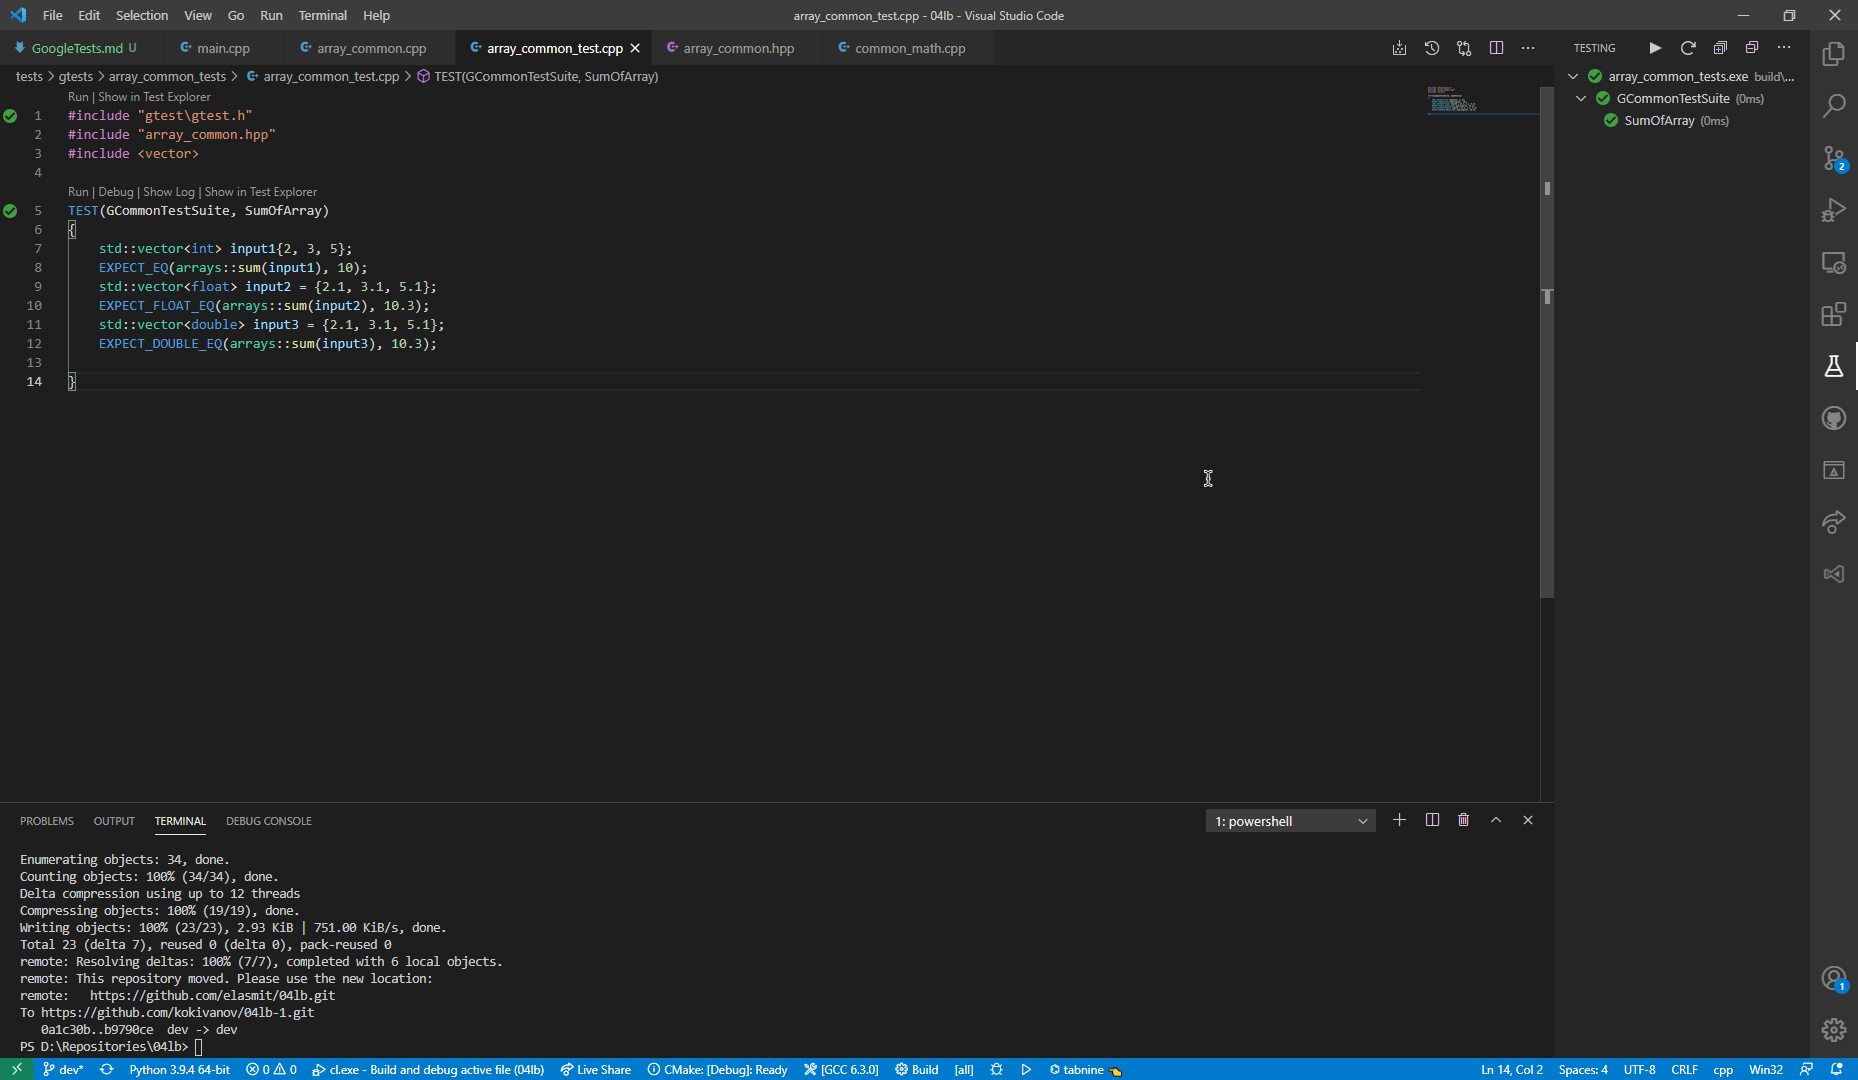 File Edit Selection View Go Run Terminal Help
array_common_test.cpp - 04lb - Visual Studio Code
GoogleTests.md U
main.cpp
array_common.cpp
array_common_test.cpp
array_common.hpp
common_math.cpp
TESTING
tests > gtests > array_common_tests > array_common_test.cpp > TEST(GCommonTestSuite, SumOfArray)
array_common_tests.exe build\...
GCommonTestSuite (0ms)
SumOfArray (0ms)
Run | Show in Test Explorer
1 #include "gtest\gtest.h"
2 #include "array_common.hpp"
3 #include <vector>
4
Run | Debug | Show Log | Show in Test Explorer
5 TEST(GCommonTestSuite, SumOfArray)
6 {
7 std::vector<int> input1{2, 3, 5};
8 EXPECT_EQ(arrays::sum(input1), 10);
9 std::vector<float> input2 = {2.1, 3.1, 5.1};
10 EXPECT_FLOAT_EQ(arrays::sum(input2), 10.3);
11 std::vector<double> input3 = {2.1, 3.1, 5.1};
12 EXPECT_DOUBLE_EQ(arrays::sum(input3), 10.3);
13
14 }
2
PROBLEMS OUTPUT TERMINAL DEBUG CONSOLE
1: powershell
Enumerating objects: 34, done.
Counting objects: 100% (34/34), done.
Delta compression using up to 12 threads
Compressing objects: 100% (19/19), done.
Writing objects: 100% (23/23), 2.93 KiB | 751.00 KiB/s, done.
Total 23 (delta 7), reused 0 (delta 0), pack-reused 0
remote: Resolving deltas: 100% (7/7), completed with 6 local objects.
remote: This repository moved. Please use the new location:
remote:   https://github.com/elasmit/04lb.git
To https://github.com/kokivanov/04lb-1.git
0a1c30b..b9790ce  dev -> dev
PS D:\Repositories\04lb>
1
dev* Python 3.9.4 64-bit 0 0 cl.exe - Build and debug active file (04lb) Live Share CMake: [Debug]: Ready [GCC 6.3.0] Build [all] tabnine Ln 14, Col 2 Spaces: 4 UTF-8 CRLF cpp Win32